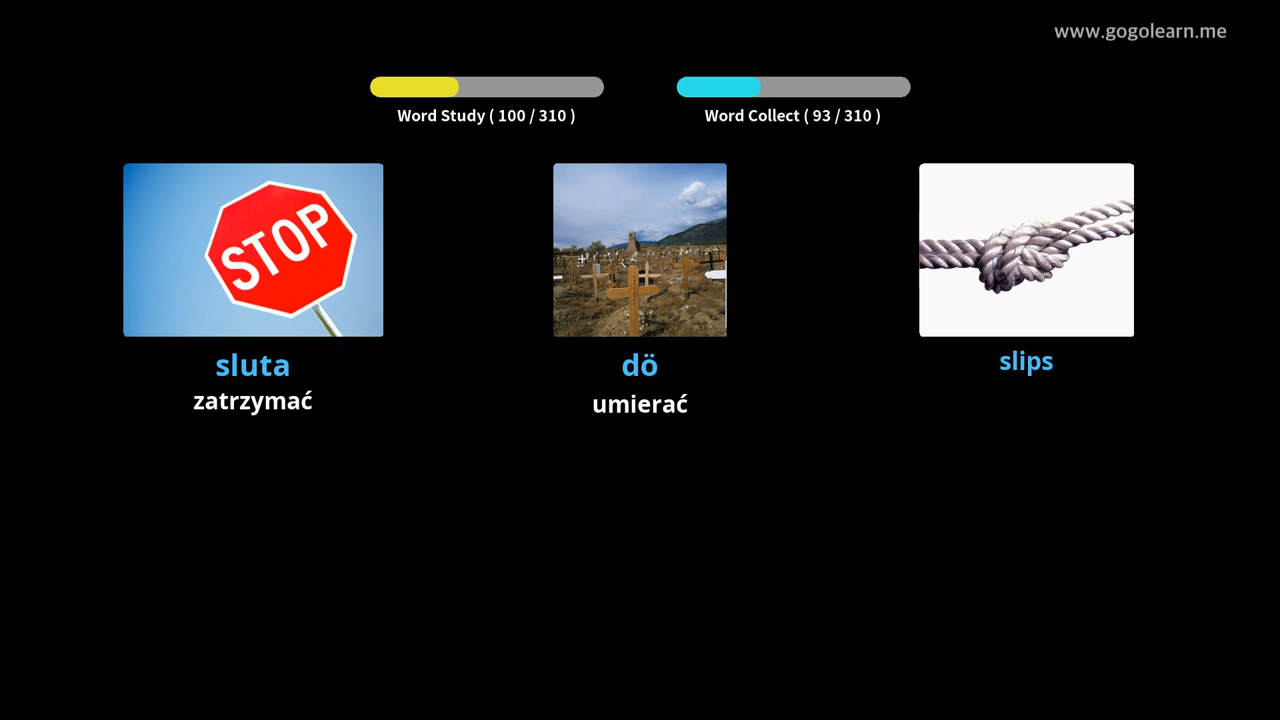 www.gogolearn.me
Word Study ( 100 / 310 )
Word Collect ( 93 / 310 )
STOP
sluta
zatrzymać
dö
umierać
slips